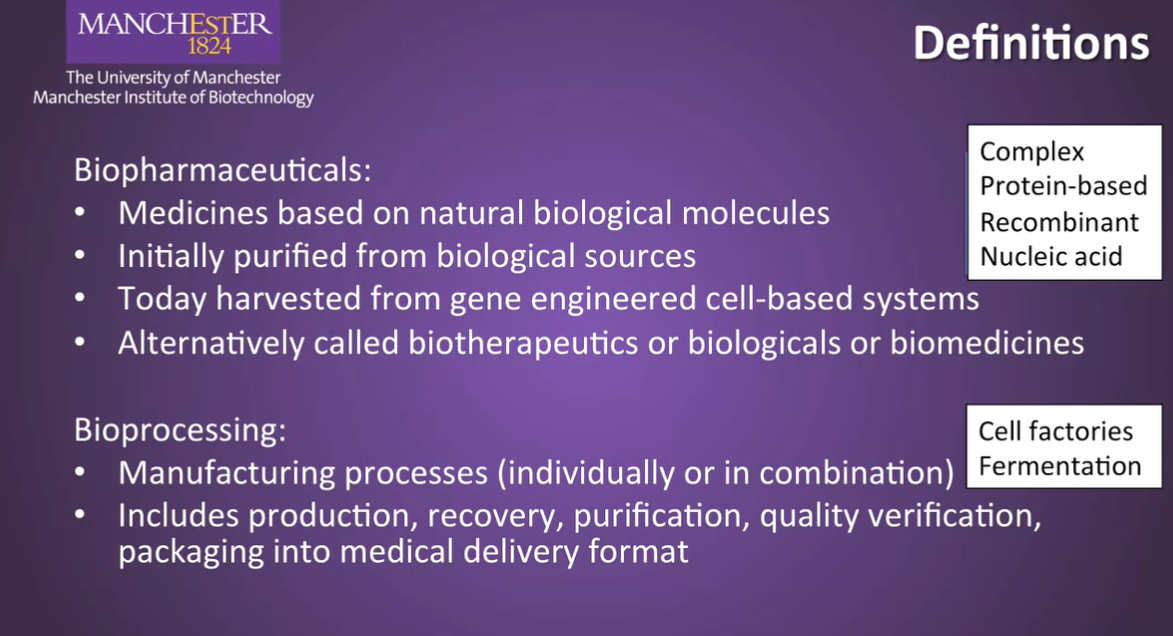 MANCHESTER
1824
The University of Manchester
Manchester Institute of Biotechnology
Definitions
Biopharmaceuticals:
• Medicines based on natural biological molecules
• Initially purified from biological sources
• Today harvested from gene engineered cell-based systems
• Alternatively called biotherapeutics or biologicals or biomedicines
Complex
Protein-based
Recombinant
Nucleic acid
Bioprocessing:
• Manufacturing processes (individually or in combination)
• Includes production, recovery, purification, quality verification,
packaging into medical delivery format
Cell factories
Fermentation